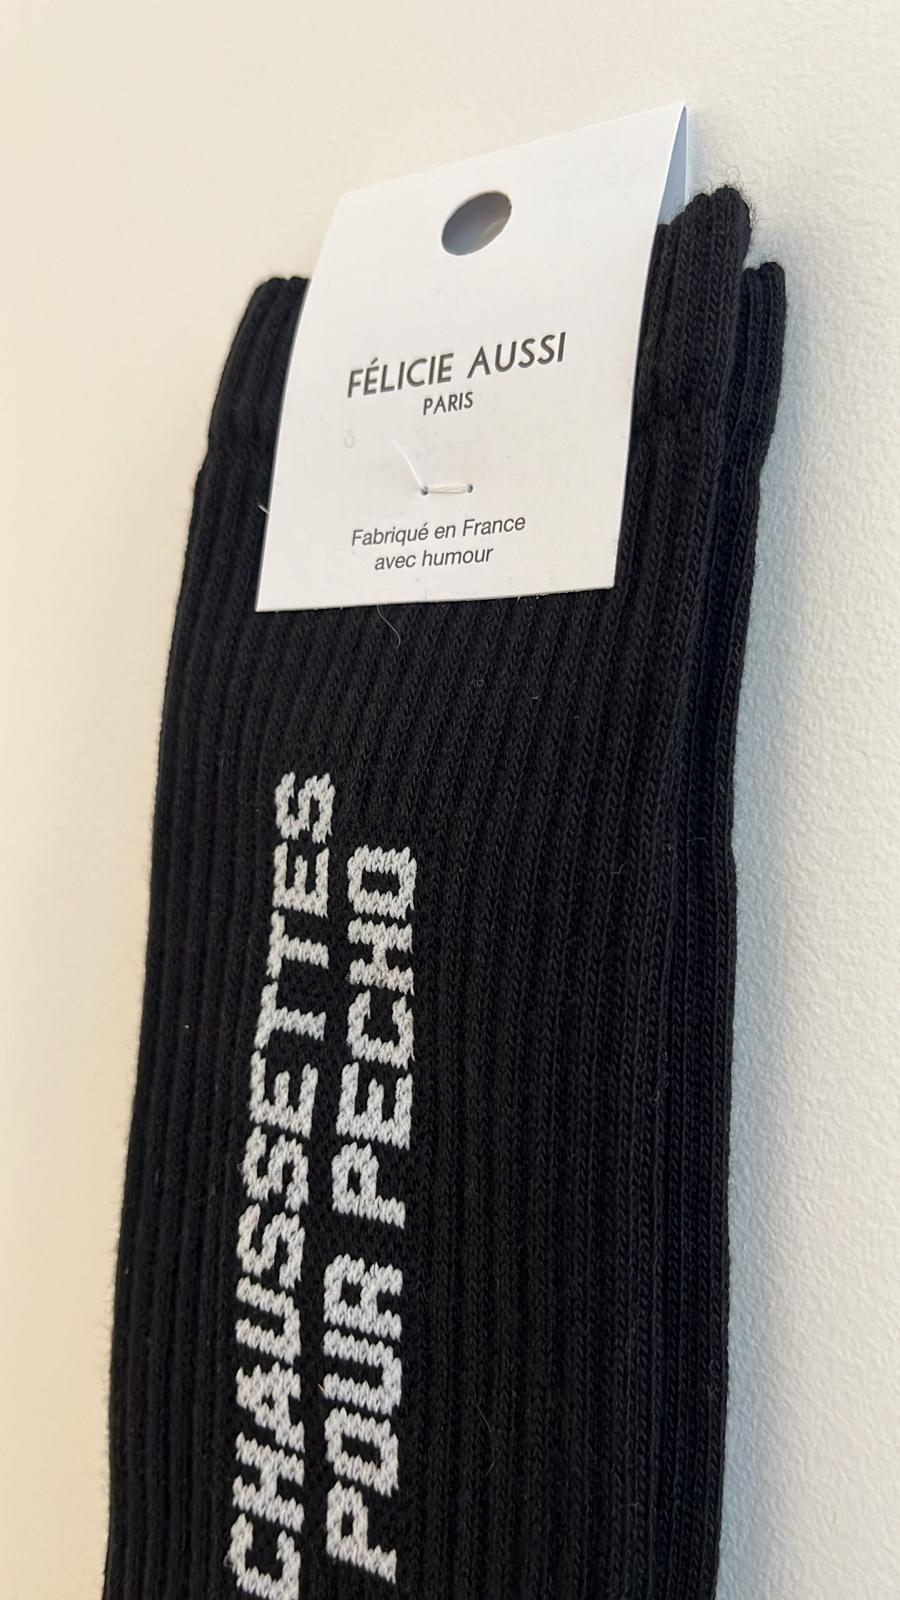 FÉLICIE AUSSI
PARIS
Fabriqué en France
avec humour
CHAUSSETTES
POUR PECHO